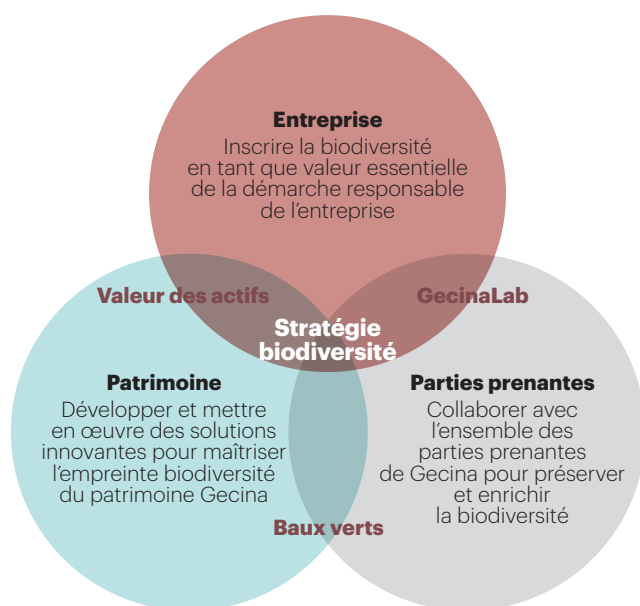 Entreprise
Inscrire la biodiversité
en tant que valeur essentielle
de la démarche responsable
de l'entreprise
Valeur des actifs
GecinaLab
Stratégie
biodiversité
Patrimoine
Développer et mettre
en œuvre des solutions
innovantes pour maîtriser
l'empreinte biodiversité
du patrimoine Gecina
Parties prenantes
Collaborer avec
l'ensemble des
parties prenantes
de Gecina pour préserver
et enrichir
la biodiversité
Baux verts